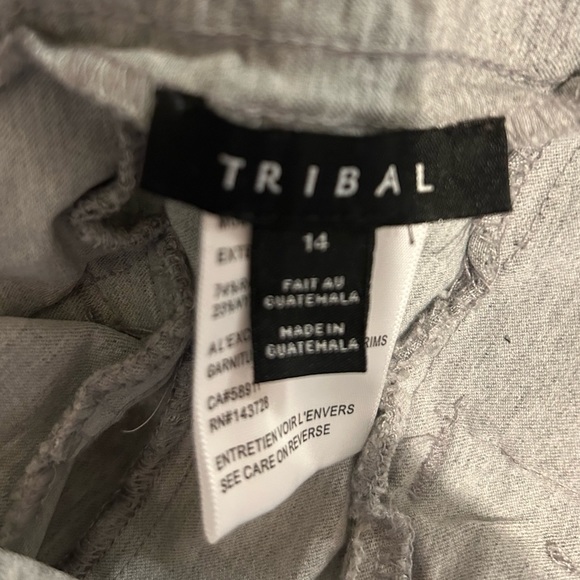 TRIBAL
14
FAIT AU
GUATEMALA
MADE IN
GUATEMALA
RIMS
CA#5891
RN#143728
ENTRETIEN VOIR L'ENVERS
SEE CARE ON REVERSE